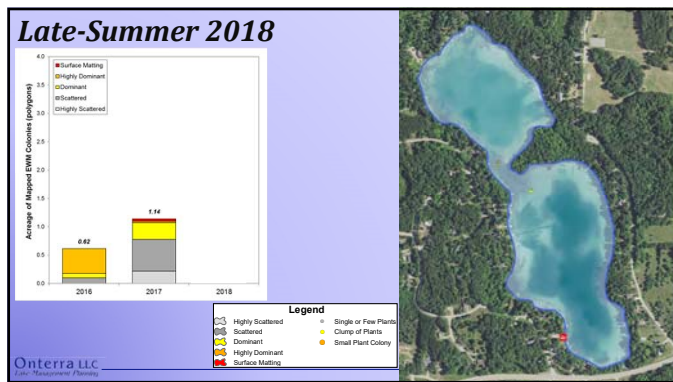 Late-Summer 2018
Acreage of Mapped EWM Colonies (polygons)
4.0
3.5
3.0
2.5
2.0
1.5
1.0
0.5
0.0
Surface Matting
Highly Dominant
Dominant
Scattered
Highly Scattered
0.62
1.14
2016
2017
2018
Legend
Highly Scattered
Scattered
Dominant
Highly Dominant
Surface Matting
Single or Few Plants
Clump of Plants
Small Plant Colony
Onterra LLC
Lake Management Planning